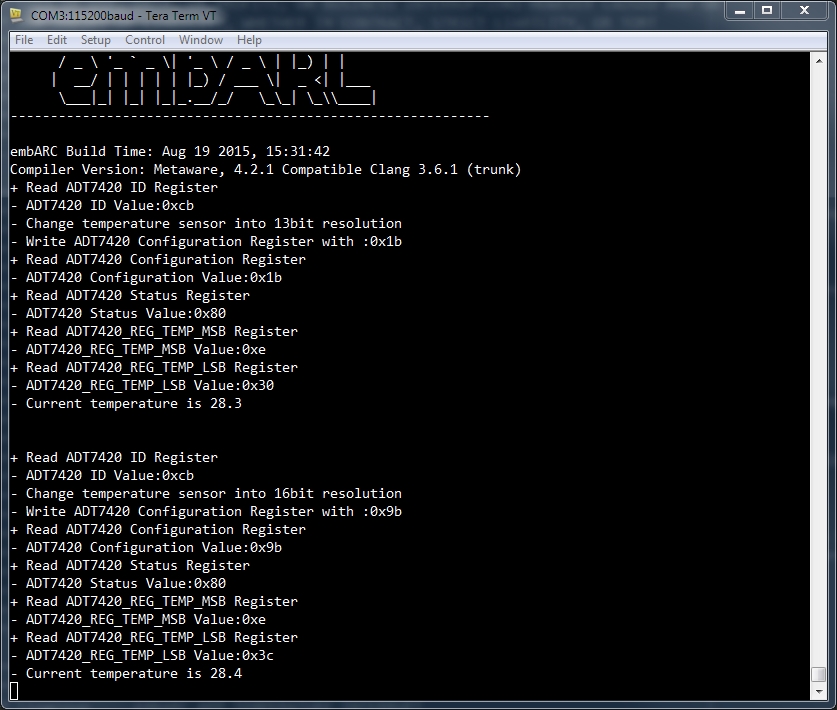 COM3:115200baud - Tera Term VT
File Edit Setup Control Window Help
embARC
------------------------------------------------------------
embARC Build Time: Aug 19 2015, 15:31:42
Compiler Version: Metaware, 4.2.1 Compatible Clang 3.6.1 (trunk)
+ Read ADT7420 ID Register
- ADT7420 ID Value:0xcb
- Change temperature sensor into 13bit resolution
- Write ADT7420 Configuration Register with :0x1b
+ Read ADT7420 Configuration Register
- ADT7420 Configuration Value:0x1b
+ Read ADT7420 Status Register
- ADT7420 Status Value:0x80
+ Read ADT7420_REG_TEMP_MSB Register
- ADT7420_REG_TEMP_MSB Value:0xe
+ Read ADT7420_REG_TEMP_LSB Register
- ADT7420_REG_TEMP_LSB Value:0x30
- Current temperature is 28.3
+ Read ADT7420 ID Register
- ADT7420 ID Value:0xcb
- Change temperature sensor into 16bit resolution
- Write ADT7420 Configuration Register with :0x9b
+ Read ADT7420 Configuration Register
- ADT7420 Configuration Value:0x9b
+ Read ADT7420 Status Register
- ADT7420 Status Value:0x80
+ Read ADT7420_REG_TEMP_MSB Register
- ADT7420_REG_TEMP_MSB Value:0xe
+ Read ADT7420_REG_TEMP_LSB Register
- ADT7420_REG_TEMP_LSB Value:0x3c
- Current temperature is 28.4